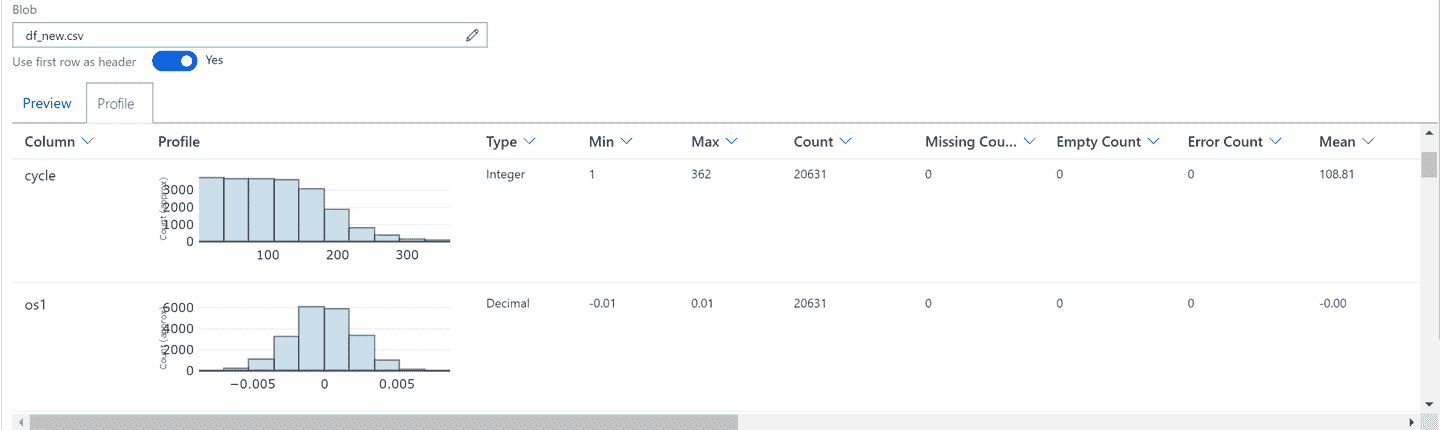 Blob
df_new.csv
Use first row as header Yes
Preview Profile
Column Profile Type Min Max Count Missing Cou... Empty Count Error Count Mean
cycle Integer 1 362 20631 0 0 0 108.81
Count (approx)
3000
2000
1000
0
100 200 300
os1 Decimal -0.01 0.01 20631 0 0 0 -0.00
Count (approx)
6000
4000
2000
0
−0.005 0 0.005